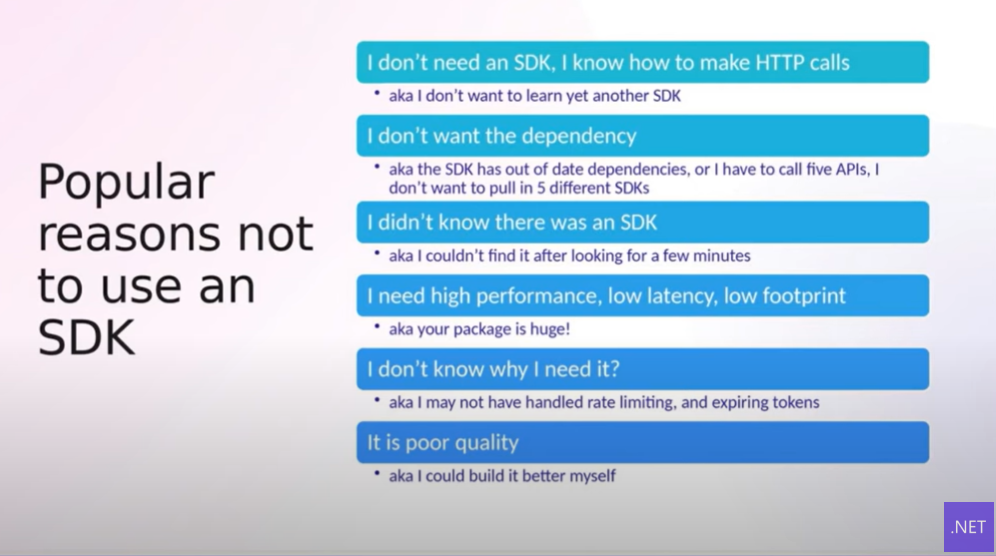 Popular
reasons not
to use an
SDK
I don't need an SDK, I know how to make HTTP calls
• aka I don't want to learn yet another SDK
I don't want the dependency
• aka the SDK has out of date dependencies, or I have to call five APIs, I
don't want to pull in 5 different SDKs
I didn't know there was an SDK
• aka I couldn't find it after looking for a few minutes
I need high performance, low latency, low footprint
• aka your package is huge!
I don't know why I need it?
• aka I may not have handled rate limiting, and expiring tokens
It is poor quality
• aka I could build it better myself
.NET